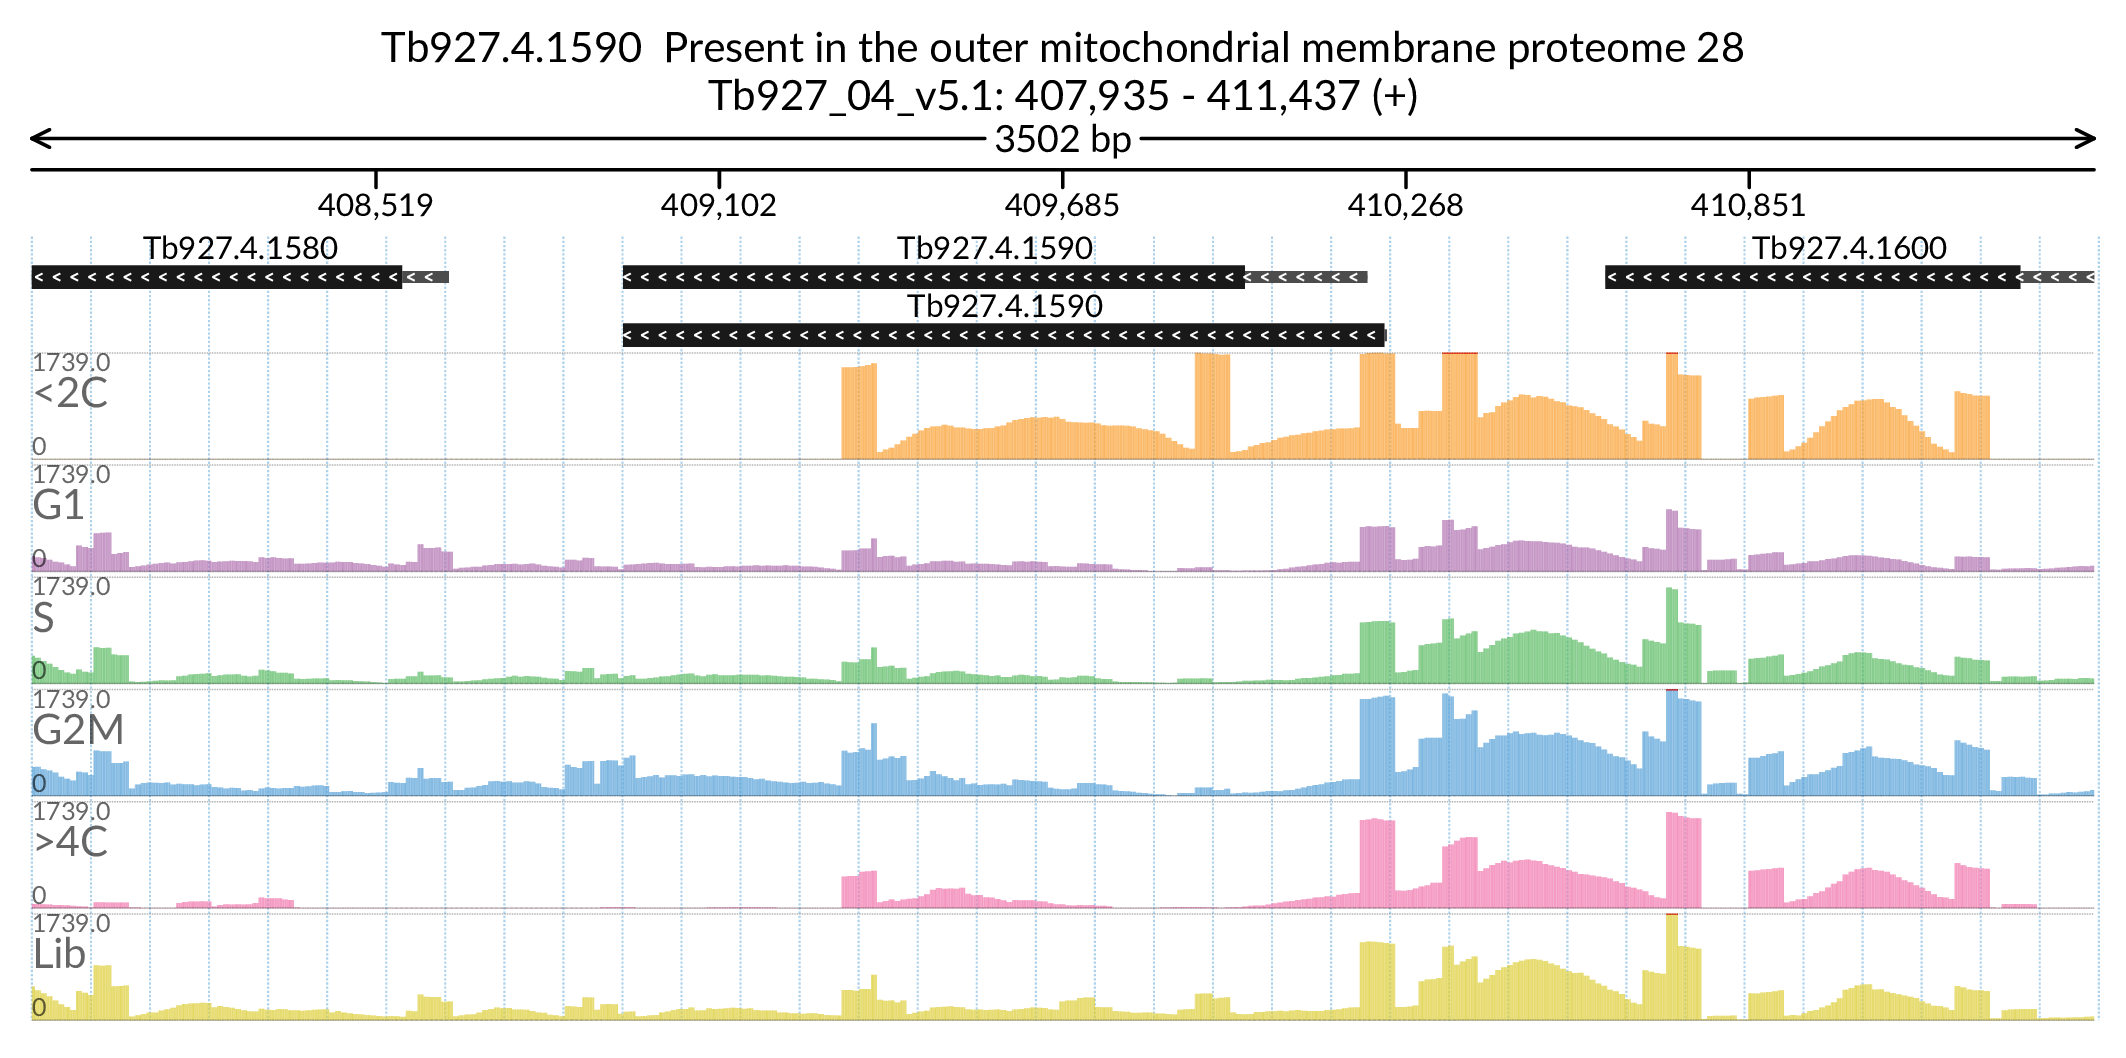 Tb927.4.1590 Present in the outer mitochondrial membrane proteome 28
Tb927_04_v5.1: 407,935 - 411,437 (+)
3502 bp
408,519 409,102 409,685 410,268 410,851
Tb927.4.1580 Tb927.4.1590 Tb927.4.1600
Tb927.4.1590
1739.0
<2C
0
1739.0
G1
0
1739.0
S
0
1739.0
G2M
0
1739.0
>4C
0
1739.0
Lib
0